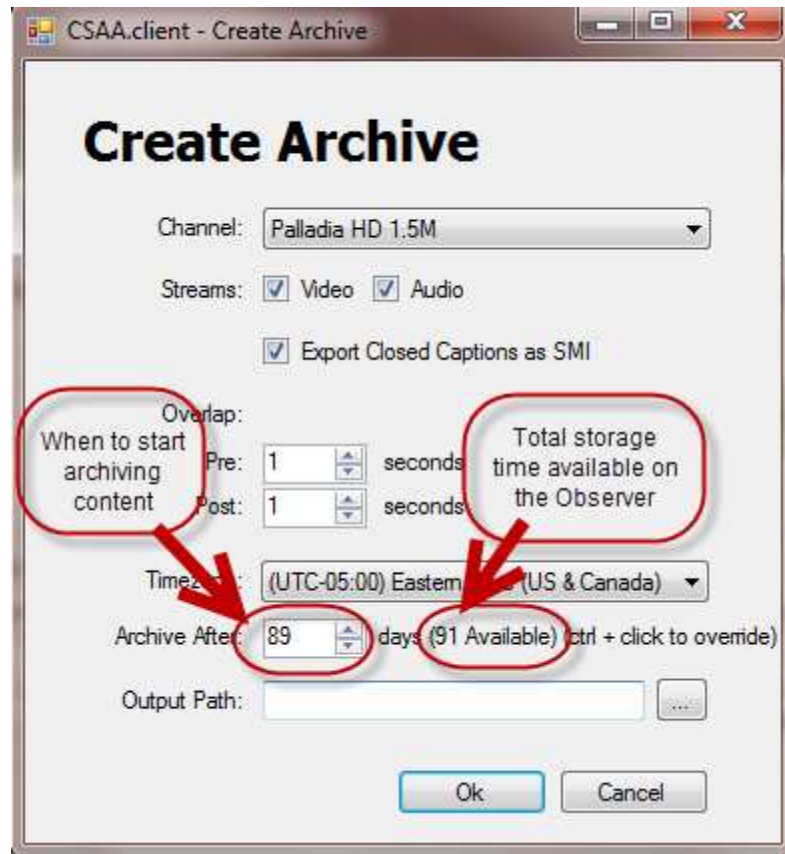 CSAA.client - Create Archive
Create Archive
Channel: Palladia HD 1.5M
Streams: Video Audio
Export Closed Captions as SMI
Overlap:
When to start
archiving
content
Total storage
time available on
the Observer
Pre: 1 seconds
Post: 1 seconds
(UTC-05:00) Eastern (US & Canada)
Archive After: 89 days (91 Available) (ctrl + click to override)
Output Path: ...
Ok Cancel